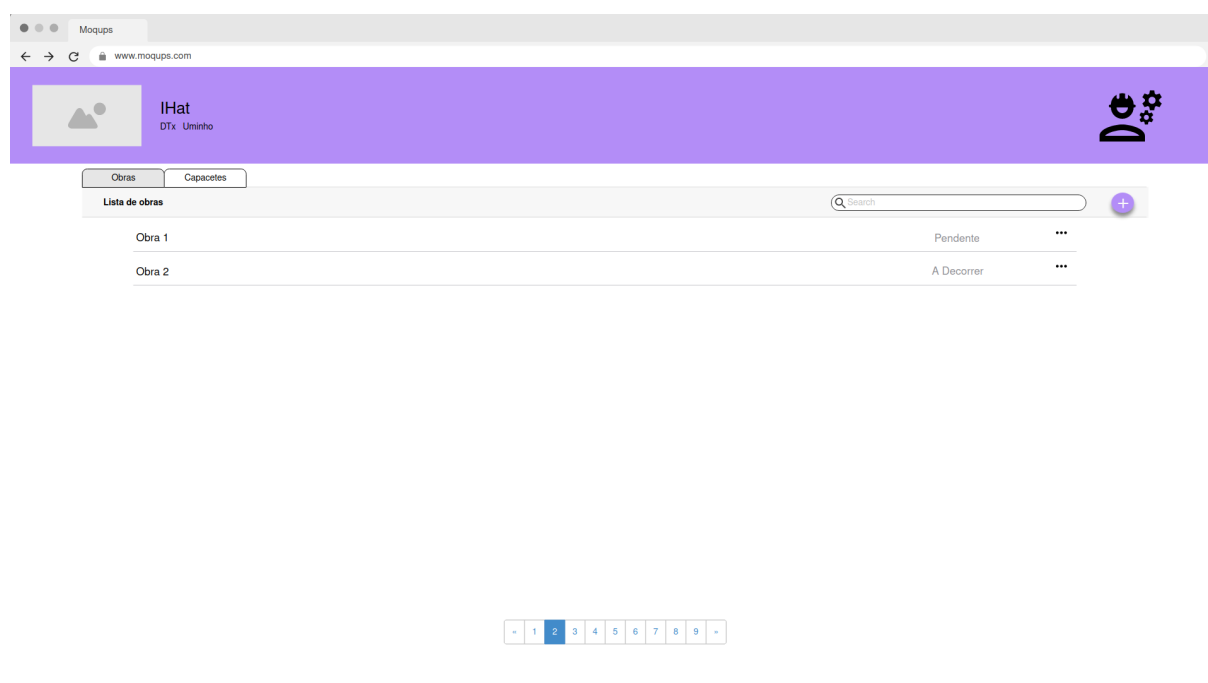 Moqups
www.moqups.com
IHat
DTx Uminho
Obras Capacetes
Lista de obras Search
Obra 1 Pendente •••
Obra 2 A Decorrer •••
« 1 2 3 4 5 6 7 8 9 »